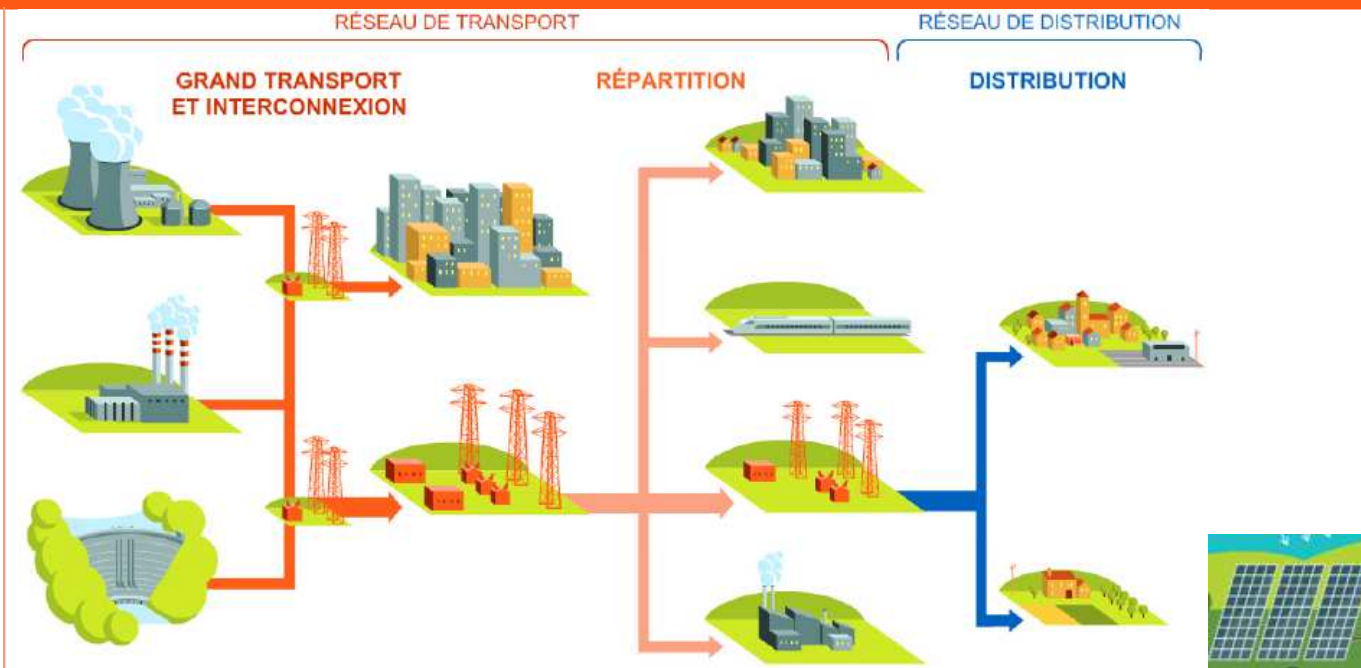 RÉSEAU DE TRANSPORT
RÉSEAU DE DISTRIBUTION
GRAND TRANSPORT
ET INTERCONNEXION
RÉPARTITION
DISTRIBUTION